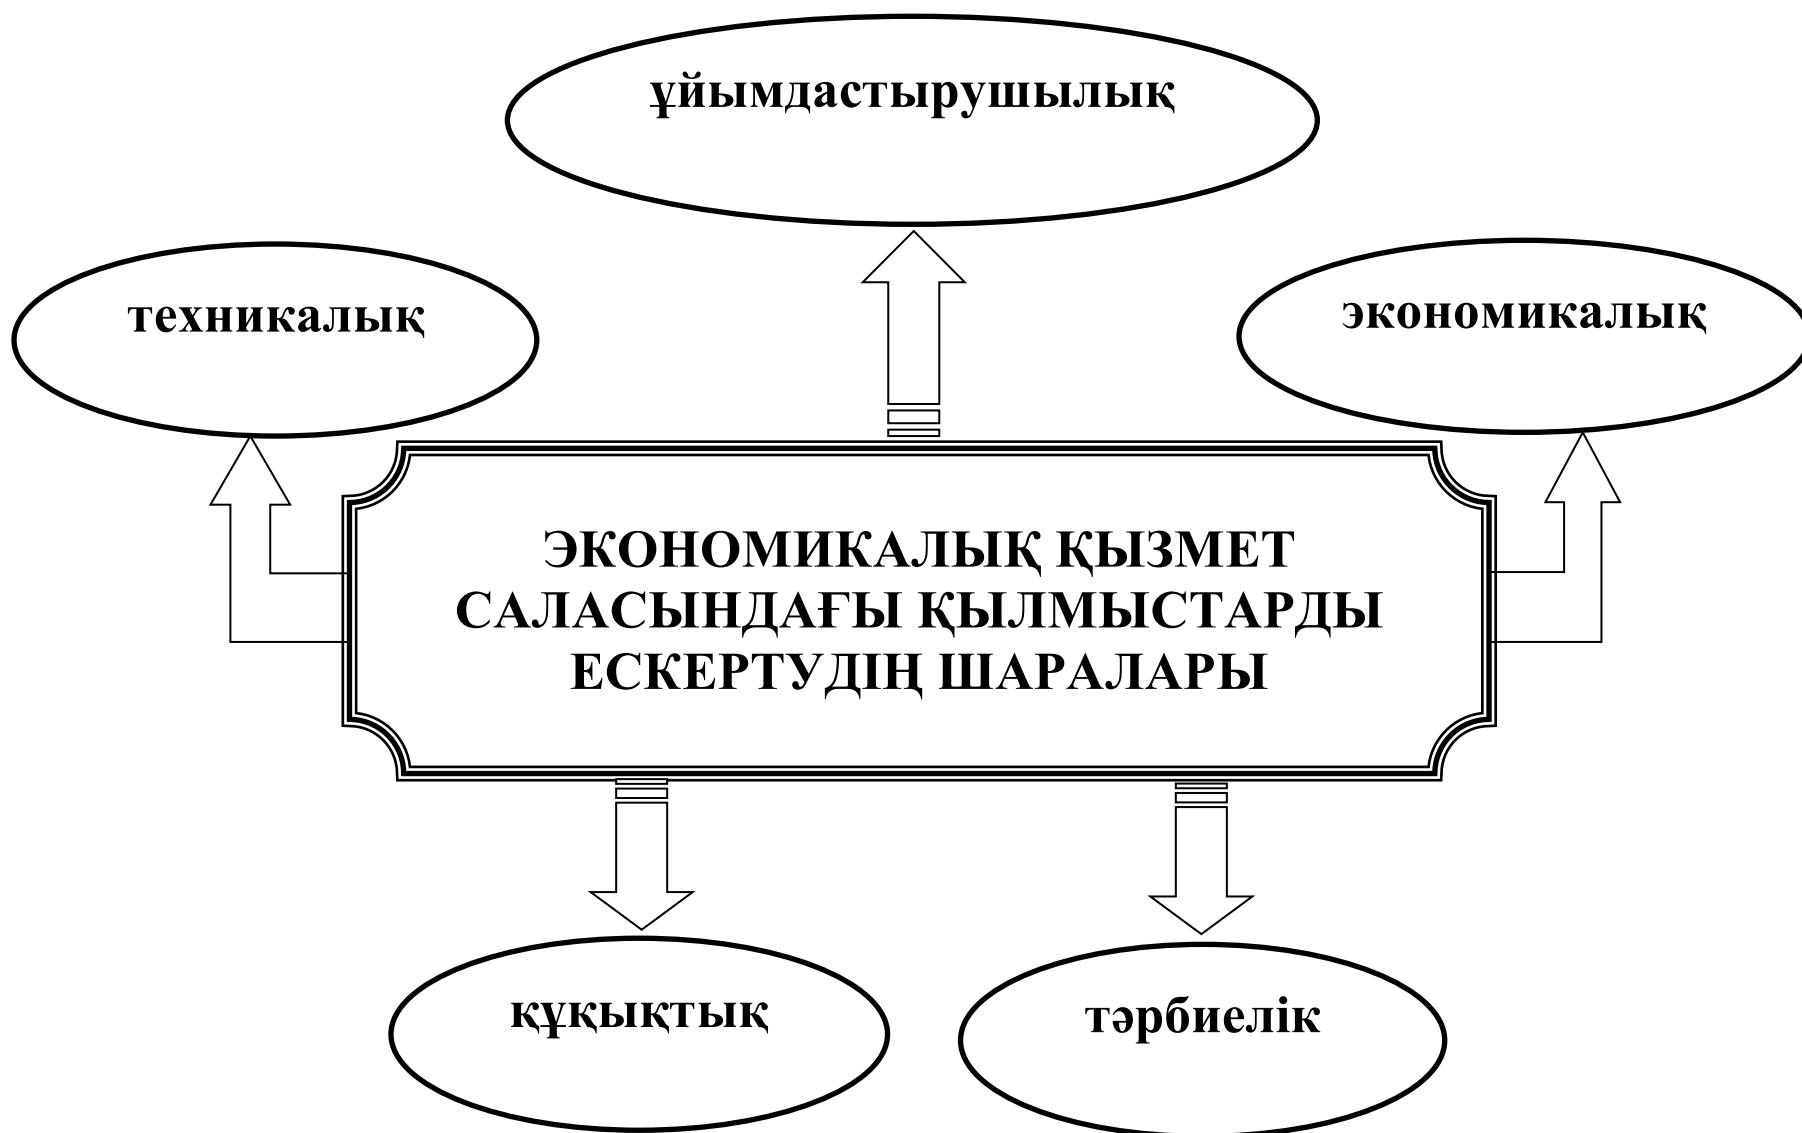 ұйымдастырушылық
техникалық
экономикалық
ЭКОНОМИКАЛЫҚ ҚЫЗМЕТ
САЛАСЫНДАҒЫ ҚЫЛМЫСТАРДЫ
ЕСКЕРТУДІҢ ШАРАЛАРЫ
құқықтық
тәрбиелік